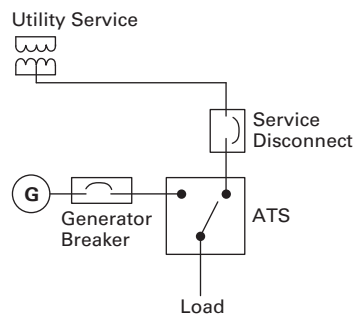 Utility Service
Service
Disconnect
G
Generator
Breaker
ATS
Load